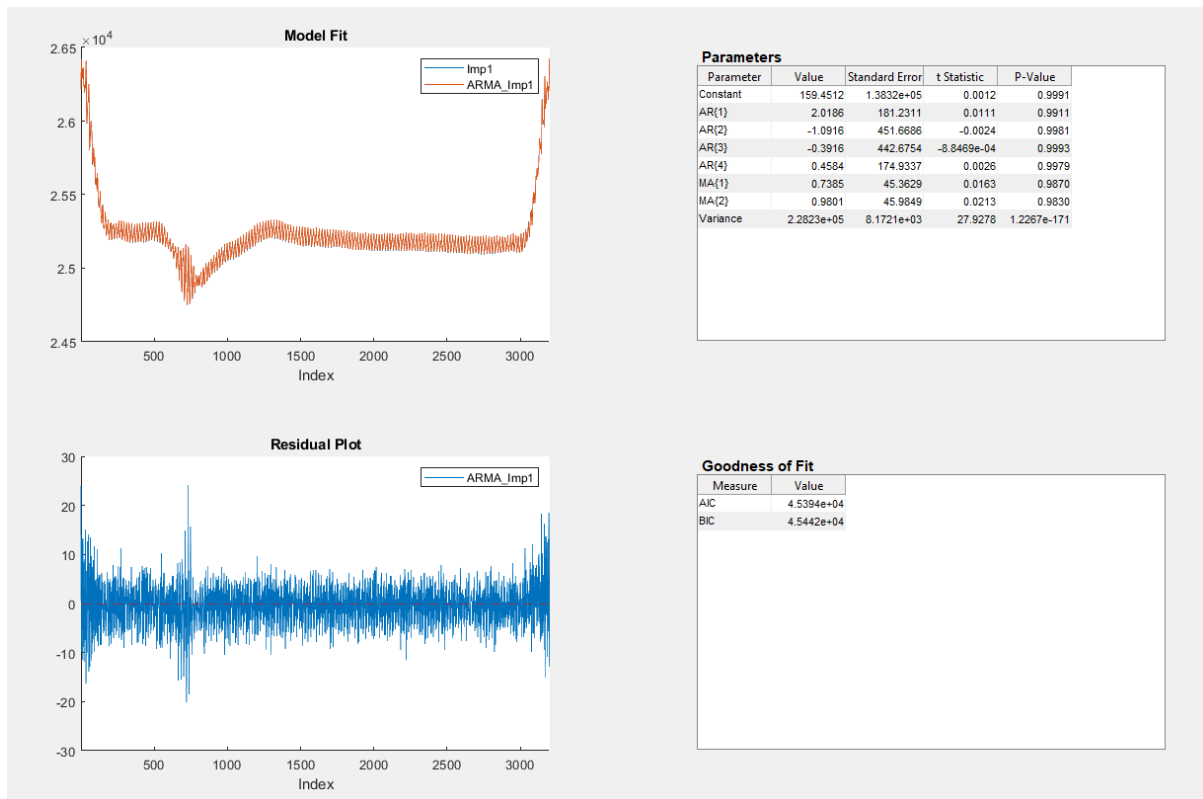 Model Fit
×10^4
2.65
2.6
2.55
2.5
2.45
Imp1
ARMA_Imp1
500 1000 1500 2000 2500 3000
Index
Parameters
Parameter Value Standard Error t Statistic P-Value
Constant 159.4512 1.3832e+05 0.0012 0.9991
AR{1} 2.0186 181.2311 0.0111 0.9911
AR{2} -1.0916 451.6686 -0.0024 0.9981
AR{3} -0.3916 442.6754 -8.8469e-04 0.9993
AR{4} 0.4584 174.9337 0.0026 0.9979
MA{1} 0.7385 45.3629 0.0163 0.9870
MA{2} 0.9801 45.9849 0.0213 0.9830
Variance 2.2823e+05 8.1721e+03 27.9278 1.2267e-171
Residual Plot
30
20
10
0
-10
-20
-30
ARMA_Imp1
500 1000 1500 2000 2500 3000
Index
Goodness of Fit
Measure Value
AIC 4.5394e+04
BIC 4.5442e+04